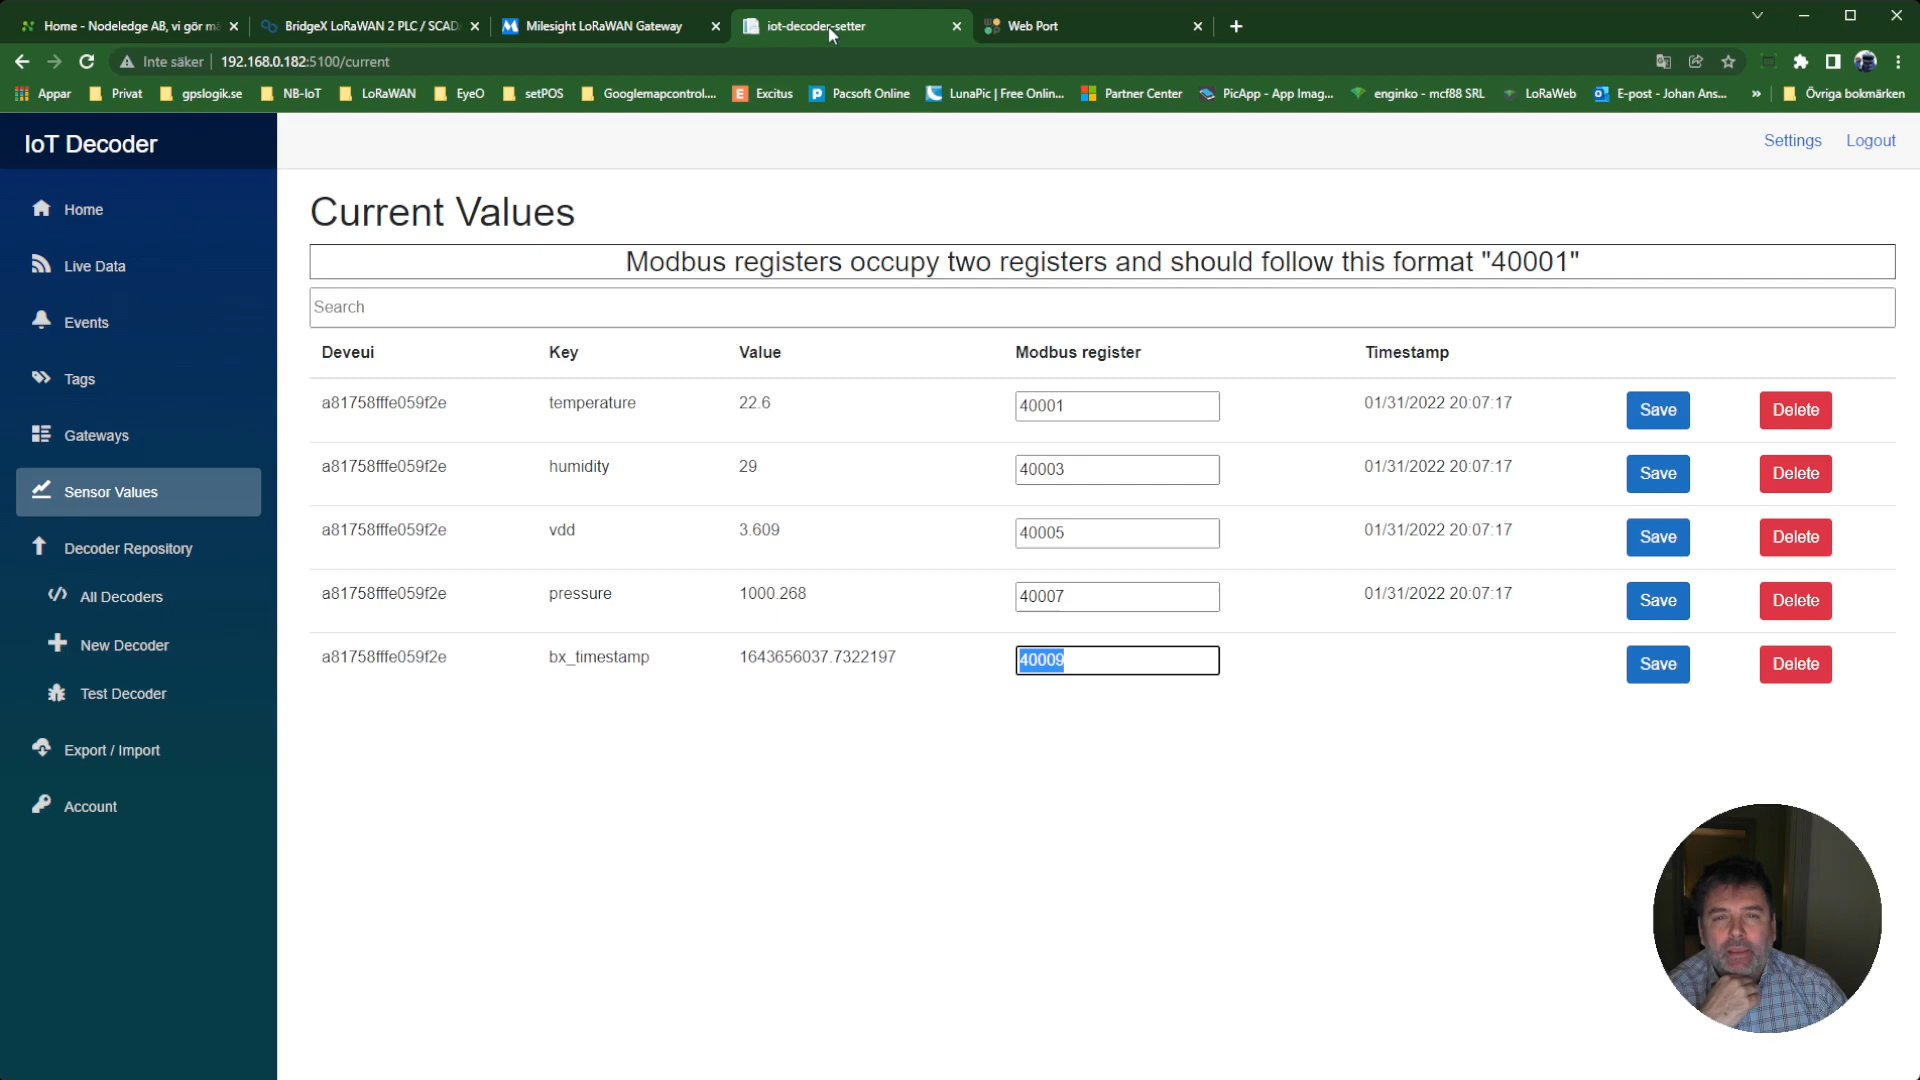 Home - Nodeledge AB, vi gör m
BridgeX LoRaWAN 2 PLC / SCAD
Milesight LoRaWAN Gateway
iot-decoder-setter
Web Port
Inte säker
192.168.0.182:5100/current
Appar
Privat
gpslogik.se
NB-IoT
LoRaWAN
EyeO
setPOS
Googlemapcontrol....
Excitus
Pacsoft Online
LunaPic | Free Onlin...
Partner Center
PicApp - App Imag...
enginko - mcf88 SRL
LoRaWeb
E-post - Johan Ans...
»
Övriga bokmärken
IoT Decoder
Settings
Logout
Home
Live Data
Events
Tags
Gateways
Sensor Values
Decoder Repository
All Decoders
New Decoder
Test Decoder
Export / Import
Account
Current Values
Modbus registers occupy two registers and should follow this format "40001"
Search
Deveui Key Value Modbus register Timestamp
a81758fffe059f2e temperature 22.6 40001 01/31/2022 20:07:17 Save Delete
a81758fffe059f2e humidity 29 40003 01/31/2022 20:07:17 Save Delete
a81758fffe059f2e vdd 3.609 40005 01/31/2022 20:07:17 Save Delete
a81758fffe059f2e pressure 1000.268 40007 01/31/2022 20:07:17 Save Delete
a81758fffe059f2e bx_timestamp 1643656037.7322197 40009 Save Delete